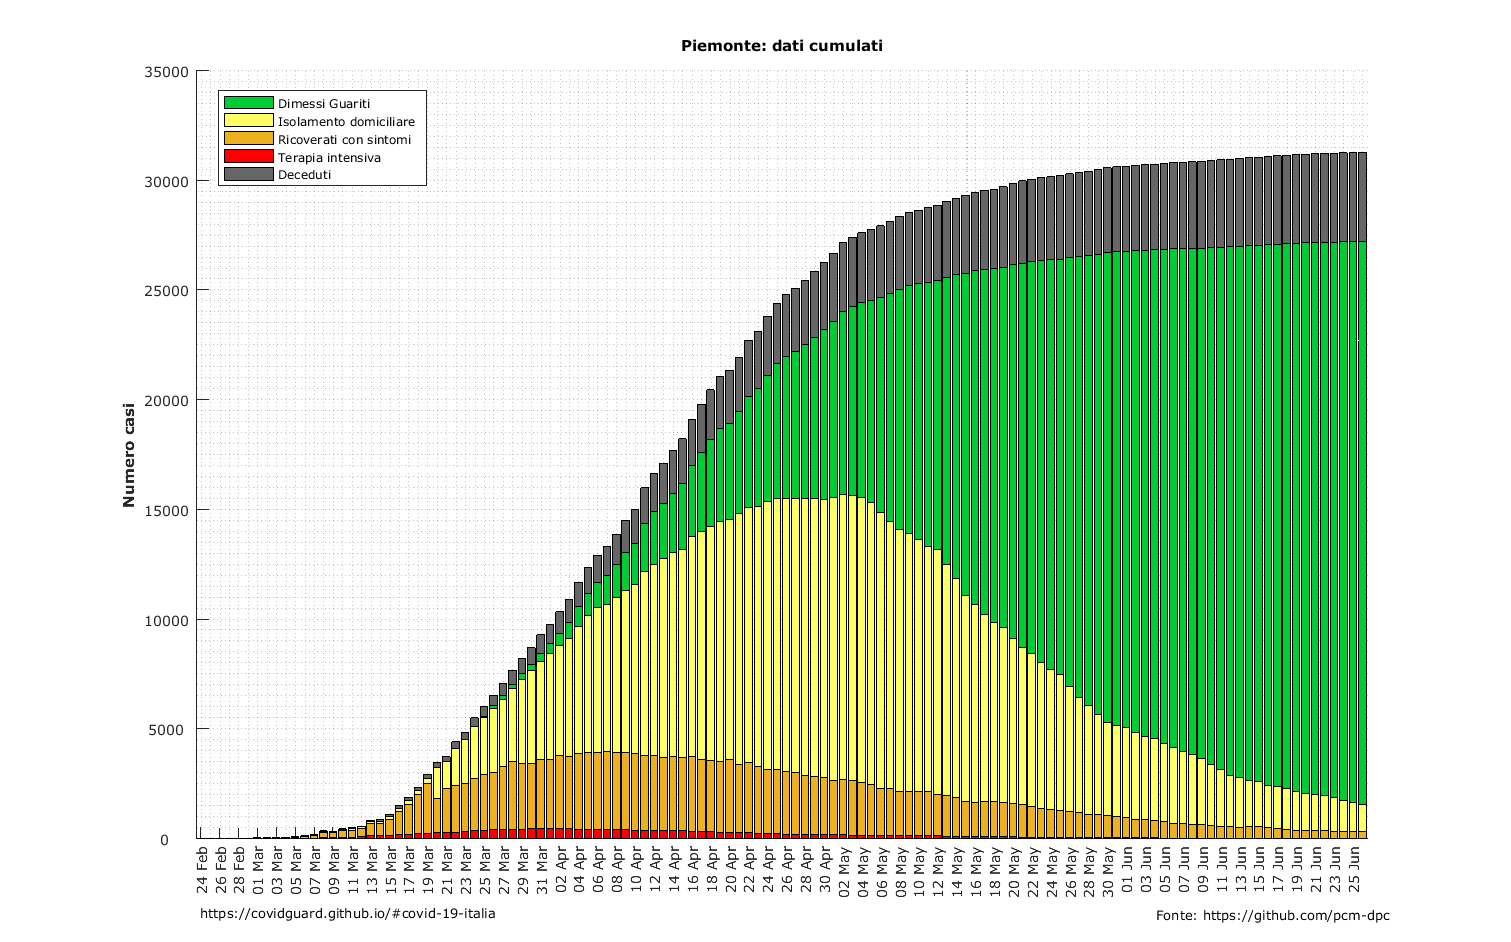 Piemonte: dati cumulati
35000
30000
25000
20000
15000
10000
5000
0
Numero casi
Dimessi Guariti
Isolamento domiciliare
Ricoverati con sintomi
Terapia intensiva
Deceduti
24 Feb
26 Feb
28 Feb
01 Mar
03 Mar
05 Mar
07 Mar
09 Mar
11 Mar
13 Mar
15 Mar
17 Mar
19 Mar
21 Mar
23 Mar
25 Mar
27 Mar
29 Mar
31 Mar
02 Apr
04 Apr
06 Apr
08 Apr
10 Apr
12 Apr
14 Apr
16 Apr
18 Apr
20 Apr
22 Apr
24 Apr
26 Apr
28 Apr
30 Apr
02 May
04 May
06 May
08 May
10 May
12 May
14 May
16 May
18 May
20 May
22 May
24 May
26 May
28 May
30 May
01 Jun
03 Jun
05 Jun
07 Jun
09 Jun
11 Jun
13 Jun
15 Jun
17 Jun
19 Jun
21 Jun
23 Jun
25 Jun
https://covidguard.github.io/#covid-19-italia
Fonte: https://github.com/pcm-dpc